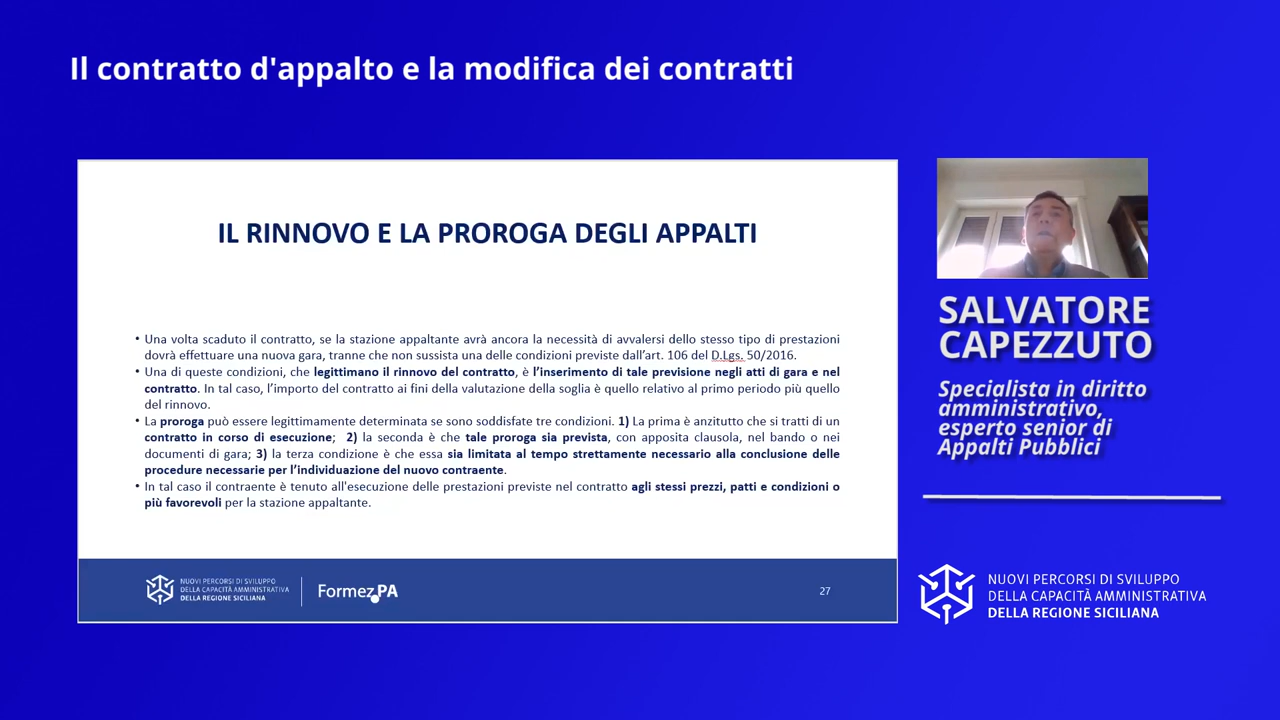 Il contratto d'appalto e la modifica dei contratti
IL RINNOVO E LA PROROGA DEGLI APPALTI
• Una volta scaduto il contratto, se la stazione appaltante avrà ancora la necessità di avvalersi dello stesso tipo di prestazioni
dovrà effettuare una nuova gara, tranne che non sussista una delle condizioni previste dall'art. 106 del D.Lgs. 50/2016.
• Una di queste condizioni, che legittimano il rinnovo del contratto, è l'inserimento di tale previsione negli atti di gara e nel
contratto. In tal caso, l'importo del contratto ai fini della valutazione della soglia è quello relativo al primo periodo più quello
del rinnovo.
• La proroga può essere legittimamente determinata se sono soddisfate tre condizioni. 1) La prima è anzitutto che si tratti di un
contratto in corso di esecuzione; 2) la seconda è che tale proroga sia prevista, con apposita clausola, nel bando o nei
documenti di gara; 3) la terza condizione è che essa sia limitata al tempo strettamente necessario alla conclusione delle
procedure necessarie per l'individuazione del nuovo contraente.
• In tal caso il contraente è tenuto all'esecuzione delle prestazioni previste nel contratto agli stessi prezzi, patti e condizioni o
più favorevoli per la stazione appaltante.
NUOVI PERCORSI DI SVILUPPO
DELLA CAPACITÀ AMMINISTRATIVA
DELLA REGIONE SICILIANA
Formez PA
27
SALVATORE
CAPEZZUTO
Specialista in diritto
amministrativo,
esperto senior di
Appalti Pubblici
NUOVI PERCORSI DI SVILUPPO
DELLA CAPACITÀ AMMINISTRATIVA
DELLA REGIONE SICILIANA